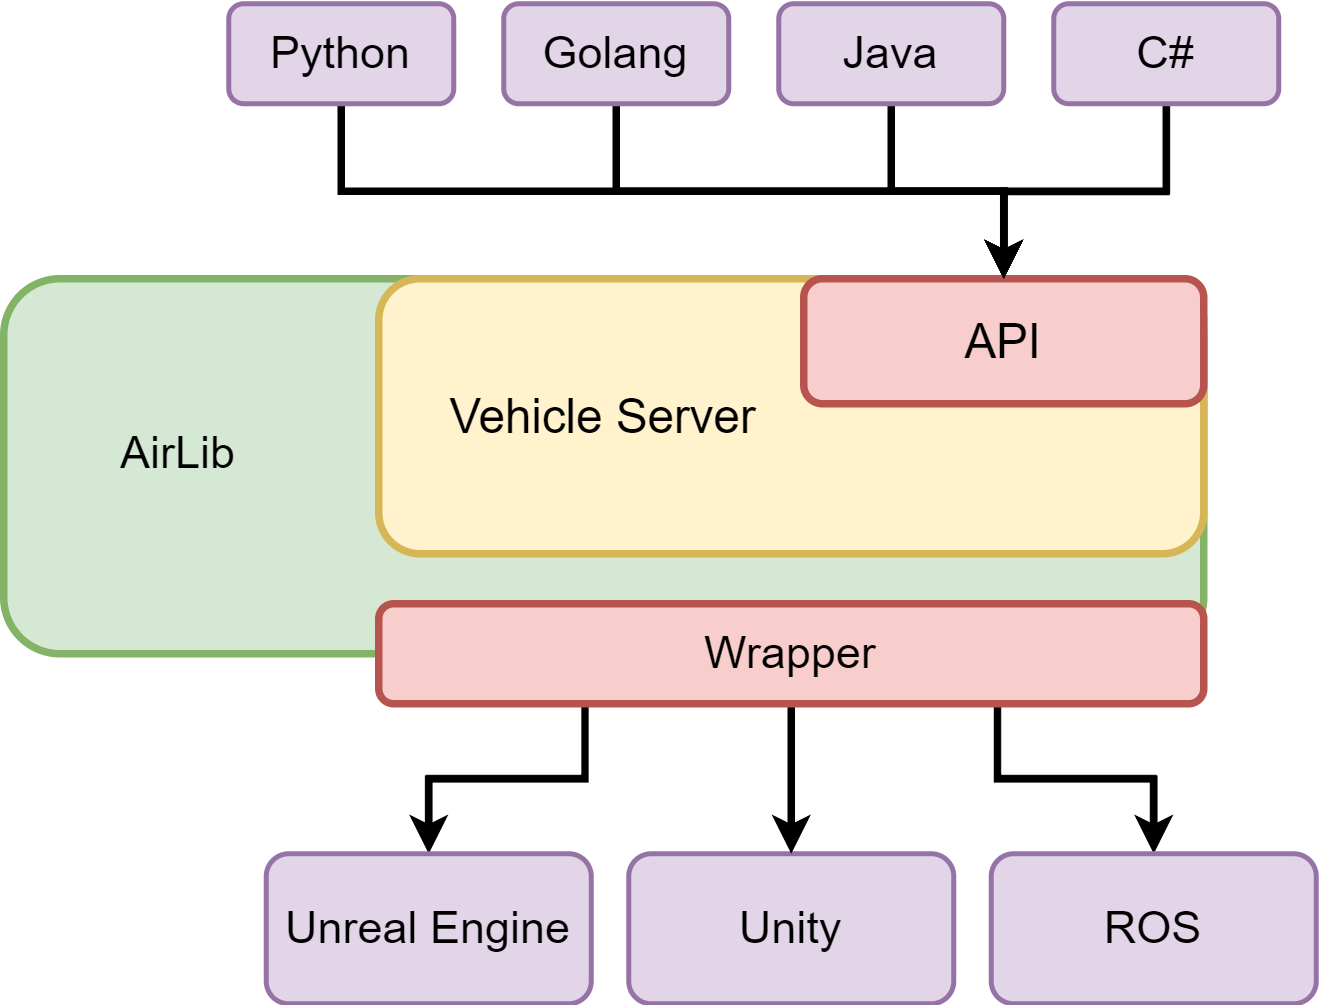 Python
Golang
Java
C#
API
Vehicle Server
AirLib
Wrapper
Unreal Engine
Unity
ROS